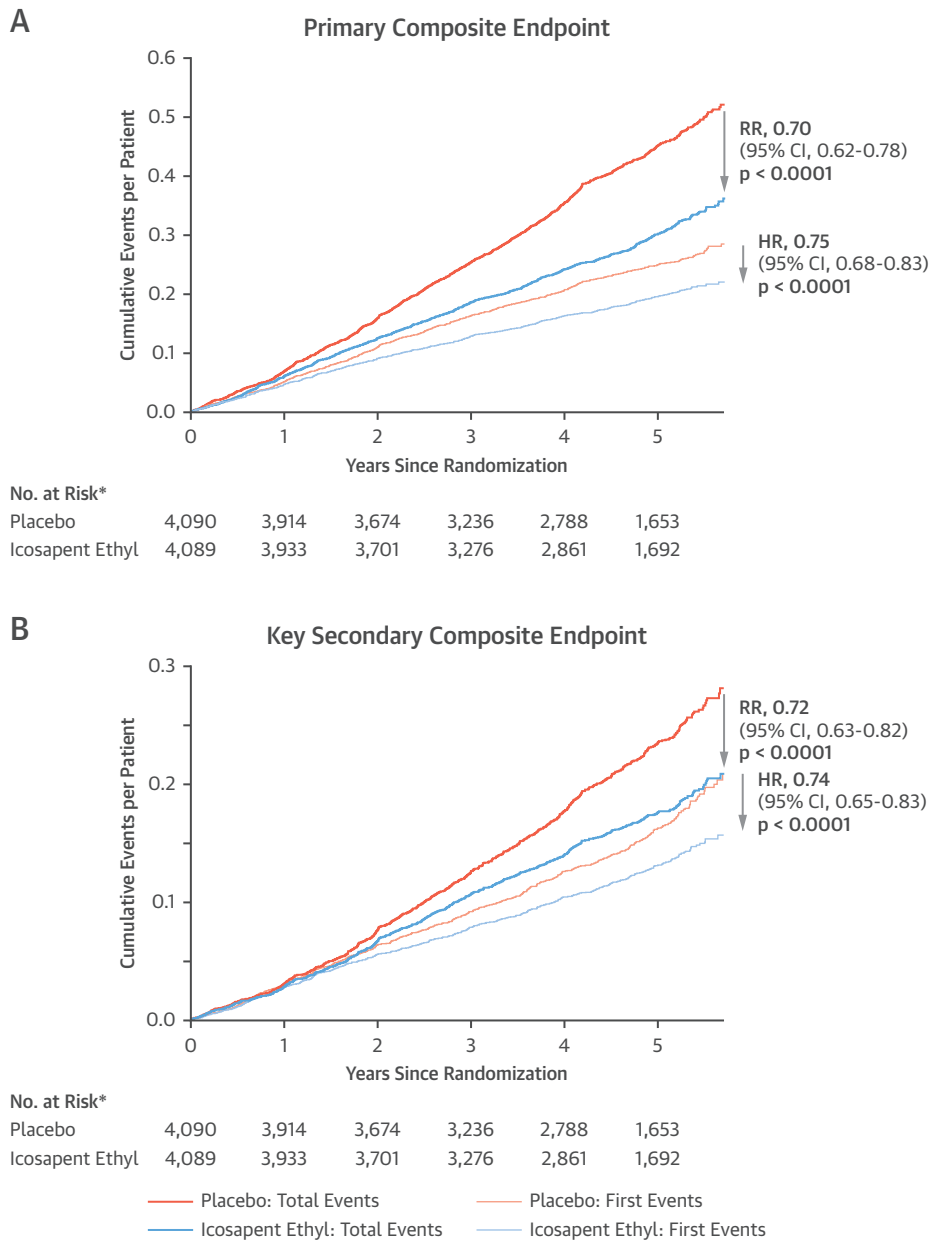 A
Primary Composite Endpoint
0.6
0.5
0.4
0.3
0.2
0.1
0.0
Cumulative Events per Patient
RR, 0.70
(95% CI, 0.62-0.78)
p < 0.0001
HR, 0.75
(95% CI, 0.68-0.83)
p < 0.0001
0 1 2 3 4 5
Years Since Randomization
No. at Risk*
Placebo 4,090 3,914 3,674 3,236 2,788 1,653
Icosapent Ethyl 4,089 3,933 3,701 3,276 2,861 1,692
B
Key Secondary Composite Endpoint
0.3
0.2
0.1
0.0
Cumulative Events per Patient
RR, 0.72
(95% CI, 0.63-0.82)
p < 0.0001
HR, 0.74
(95% CI, 0.65-0.83)
p < 0.0001
0 1 2 3 4 5
Years Since Randomization
No. at Risk*
Placebo 4,090 3,914 3,674 3,236 2,788 1,653
Icosapent Ethyl 4,089 3,933 3,701 3,276 2,861 1,692
Placebo: Total Events Placebo: First Events
Icosapent Ethyl: Total Events Icosapent Ethyl: First Events